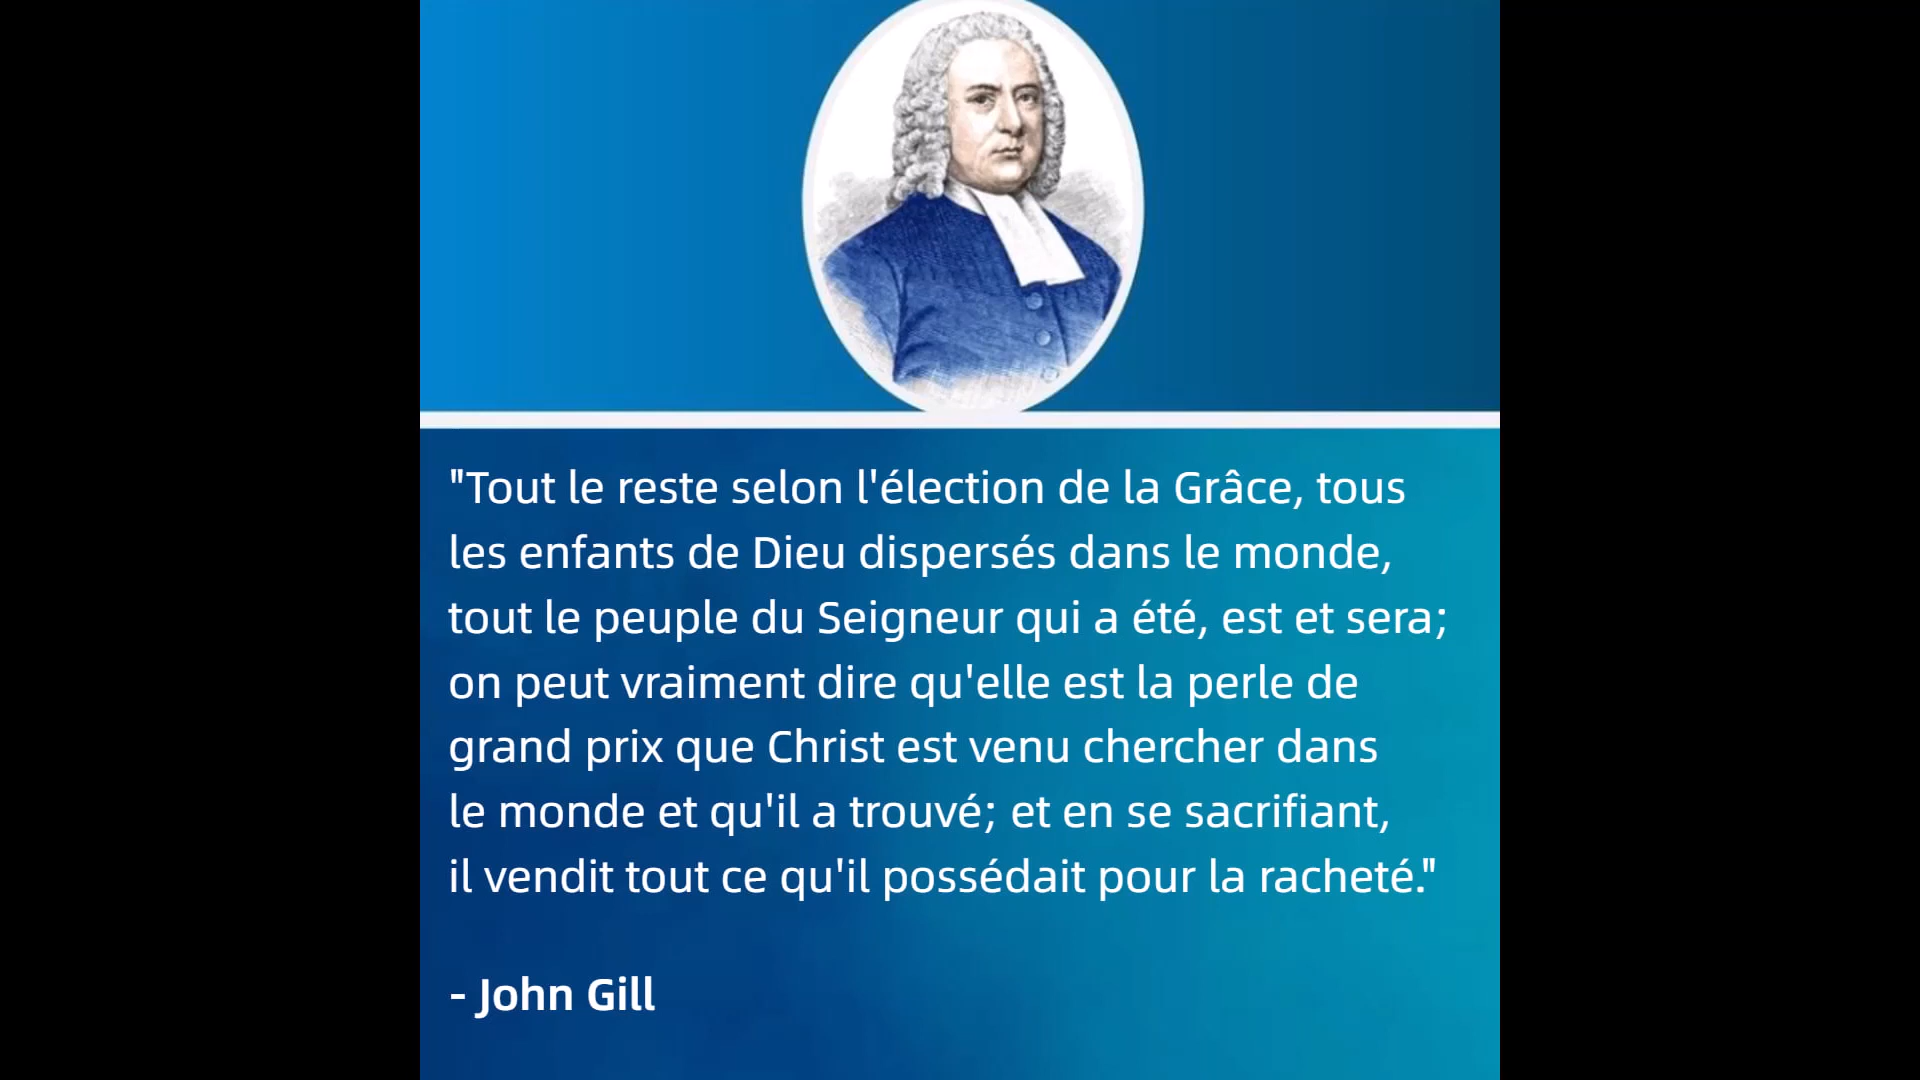 "Tout le reste selon l'élection de la Grâce, tous
les enfants de Dieu dispersés dans le monde,
tout le peuple du Seigneur qui a été, est et sera;
on peut vraiment dire qu'elle est la perle de
grand prix que Christ est venu chercher dans
le monde et qu'il a trouvé; et en se sacrifiant,
il vendit tout ce qu'il possédait pour la racheté."
- John Gill